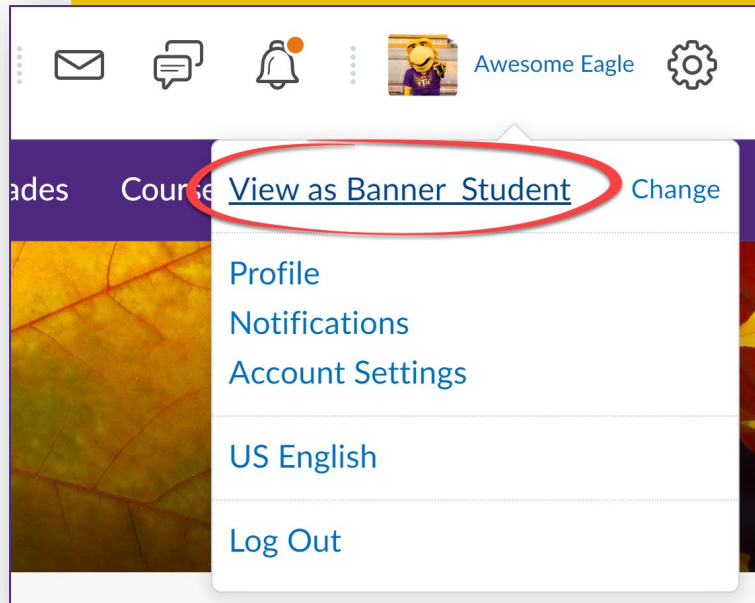 Awesome Eagle
ades Course
View as Banner_Student Change
Profile
Notifications
Account Settings
US English
Log Out